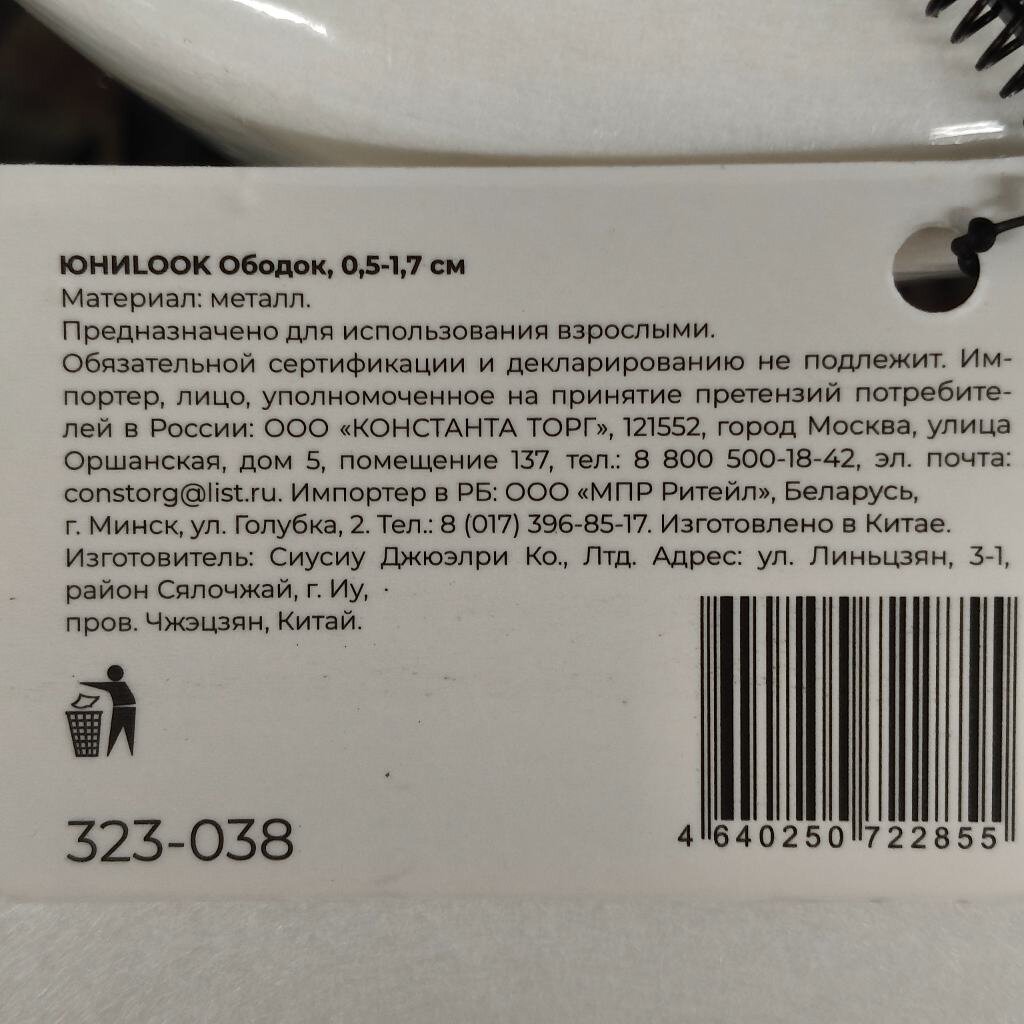 ЮНИLOOK Ободок, 0,5-1,7 см
Материал: металл.
Предназначено для использования взрослыми.
Обязательной сертификации и декларированию не подлежит. Им-
портер, лицо, уполномоченное на принятие претензий потребите-
лей в России: ООО «КОНСТАНТА ТОРГ», 121552, город Москва, улица
Оршанская, дом 5, помещение 137, тел.: 8 800 500-18-42, эл. почта:
constorg@list.ru. Импортер в РБ: ООО «МПР Ритейл», Беларусь,
г. Минск, ул. Голубка, 2. Тел.: 8 (017) 396-85-17. Изготовлено в Китае.
Изготовитель: Сиусиу Джюэлри Ко., Лтд. Адрес: ул. Линьцзян, 3-1,
район Сялочжай, г. Иу,
пров. Чжэцзян, Китай.
323-038
4 640250 722855